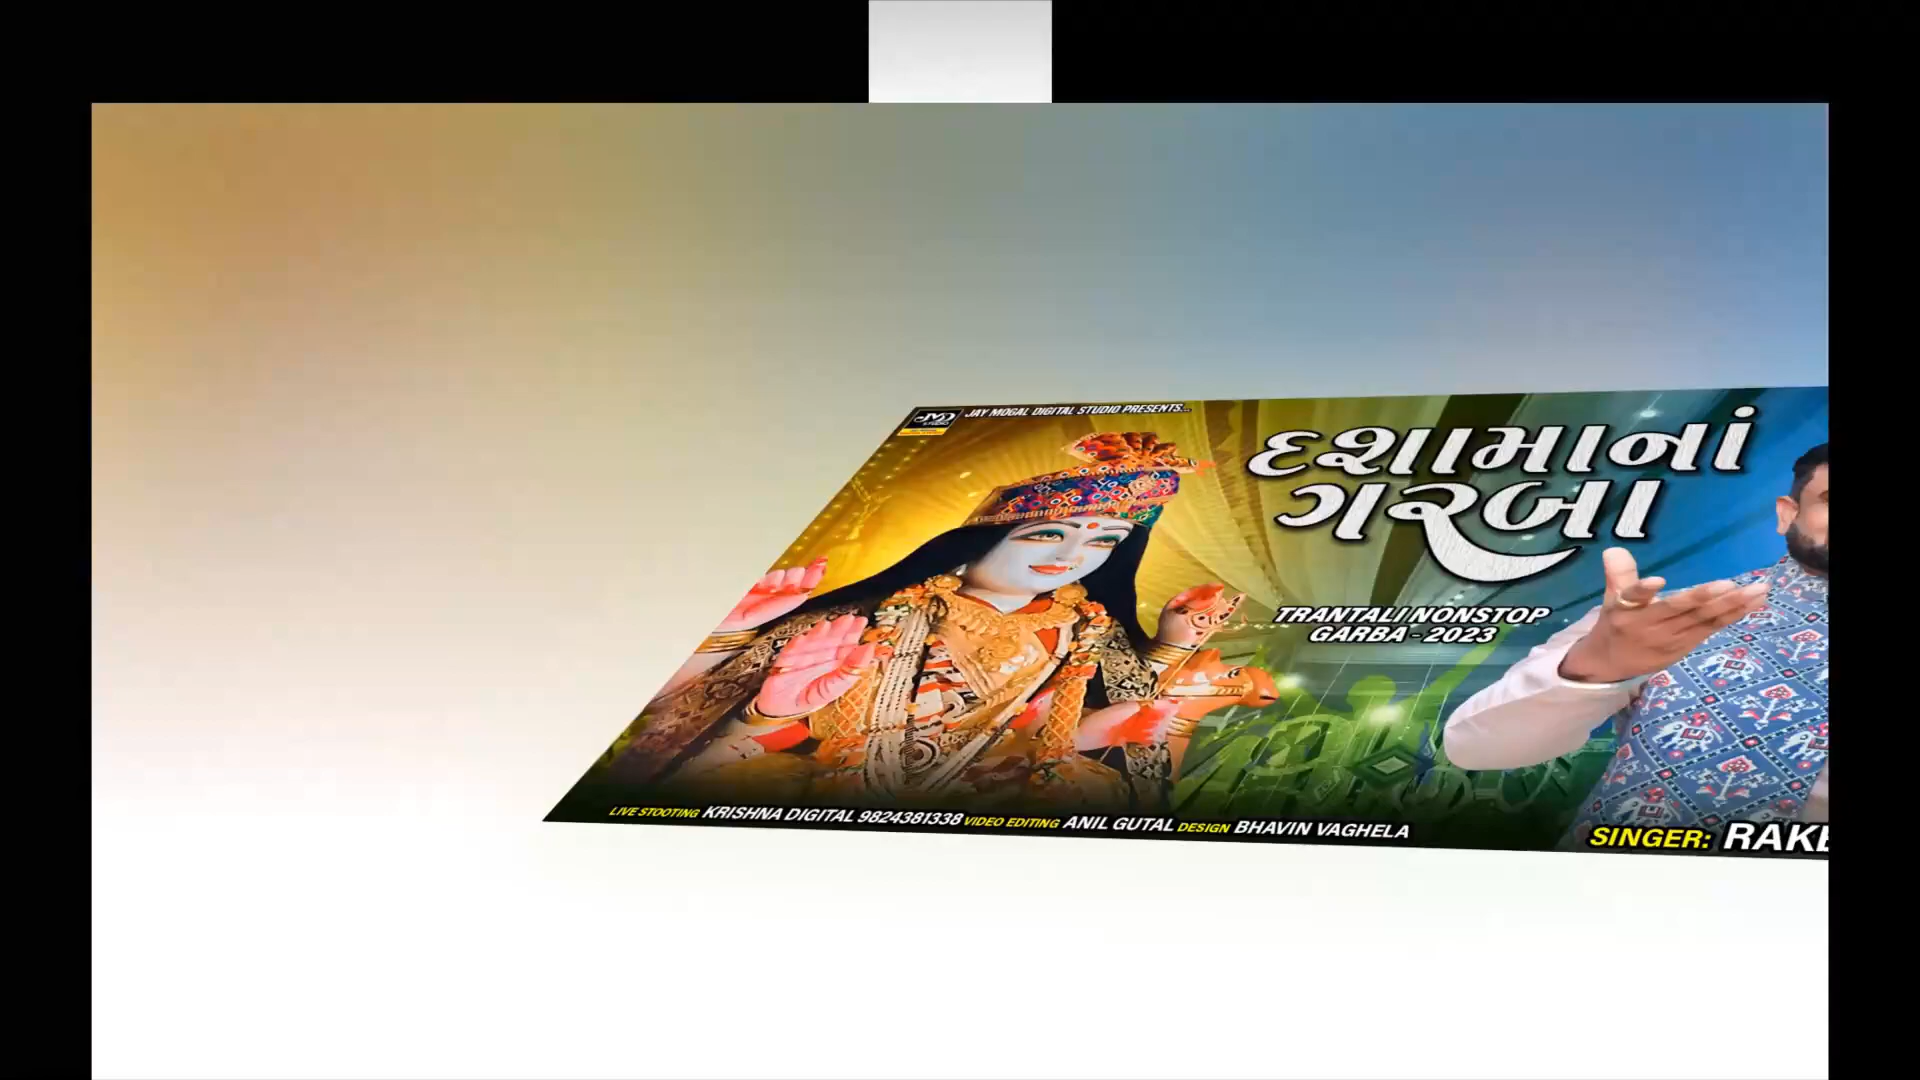 JAY MOGAL DIGITAL STUDIO PRESENTS...
STUDIO
દશામાનાં
ગરબા
TRANTALI NONSTOP
GARBA - 2023
LIVE STOOTING KRISHNA DIGITAL 9824381338 VIDEO EDITING ANIL GUTAL DESIGN BHAVIN VAGHELA
SINGER: